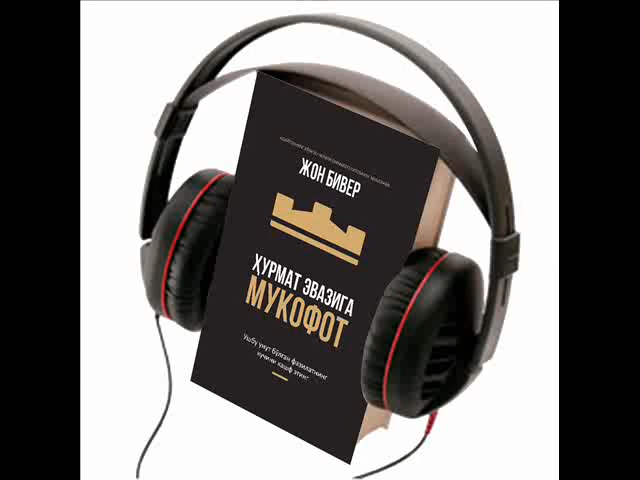 ЖОН БИВЕР
ҲУРМАТ ЭВАЗИГА
МУКОФОТ
Ушбу унут бўлган фазилатнинг
кучини кашф этинг